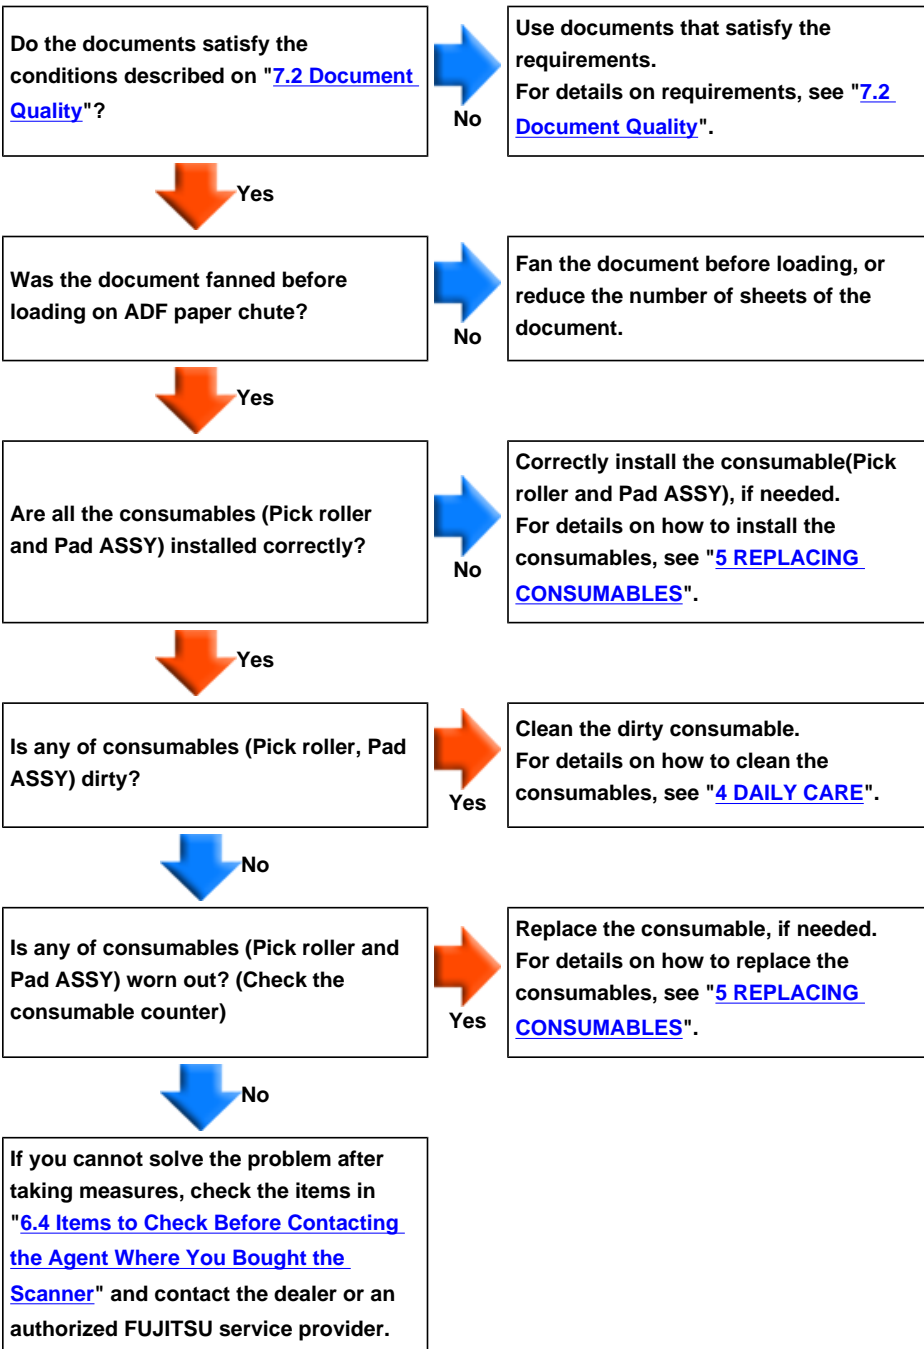 Do the documents satisfy the
conditions described on "7.2 Document
Quality"?
No
Use documents that satisfy the
requirements.
For details on requirements, see "7.2
Document Quality".
Yes
Was the document fanned before
loading on ADF paper chute?
No
Fan the document before loading, or
reduce the number of sheets of the
document.
Yes
Are all the consumables (Pick roller
and Pad ASSY) installed correctly?
No
Correctly install the consumable(Pick
roller and Pad ASSY), if needed.
For details on how to install the
consumables, see "5 REPLACING
CONSUMABLES".
Yes
Is any of consumables (Pick roller, Pad
ASSY) dirty?
Yes
Clean the dirty consumable.
For details on how to clean the
consumables, see "4 DAILY CARE".
No
Is any of consumables (Pick roller and
Pad ASSY) worn out? (Check the
consumable counter)
Yes
Replace the consumable, if needed.
For details on how to replace the
consumables, see "5 REPLACING
CONSUMABLES".
No
If you cannot solve the problem after
taking measures, check the items in
"6.4 Items to Check Before Contacting
the Agent Where You Bought the
Scanner" and contact the dealer or an
authorized FUJITSU service provider.